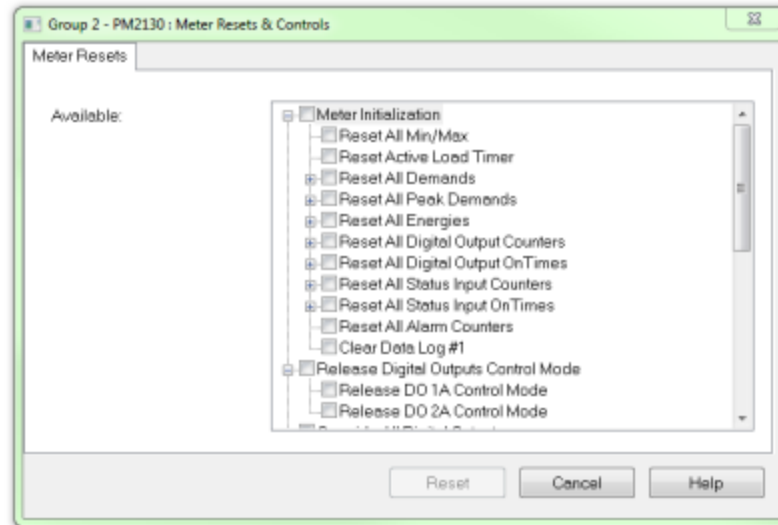 Group 2 - PM2130 : Meter Resets & Controls
Meter Resets
Available:
Meter Initialization
Reset All Min/Max
Reset Active Load Timer
Reset All Demands
Reset All Peak Demands
Reset All Energies
Reset All Digital Output Counters
Reset All Digital Output OnTimes
Reset All Status Input Counters
Reset All Status Input OnTimes
Reset All Alarm Counters
Clear Data Log #1
Release Digital Outputs Control Mode
Release DO 1A Control Mode
Release DO 2A Control Mode
Reset Cancel Help